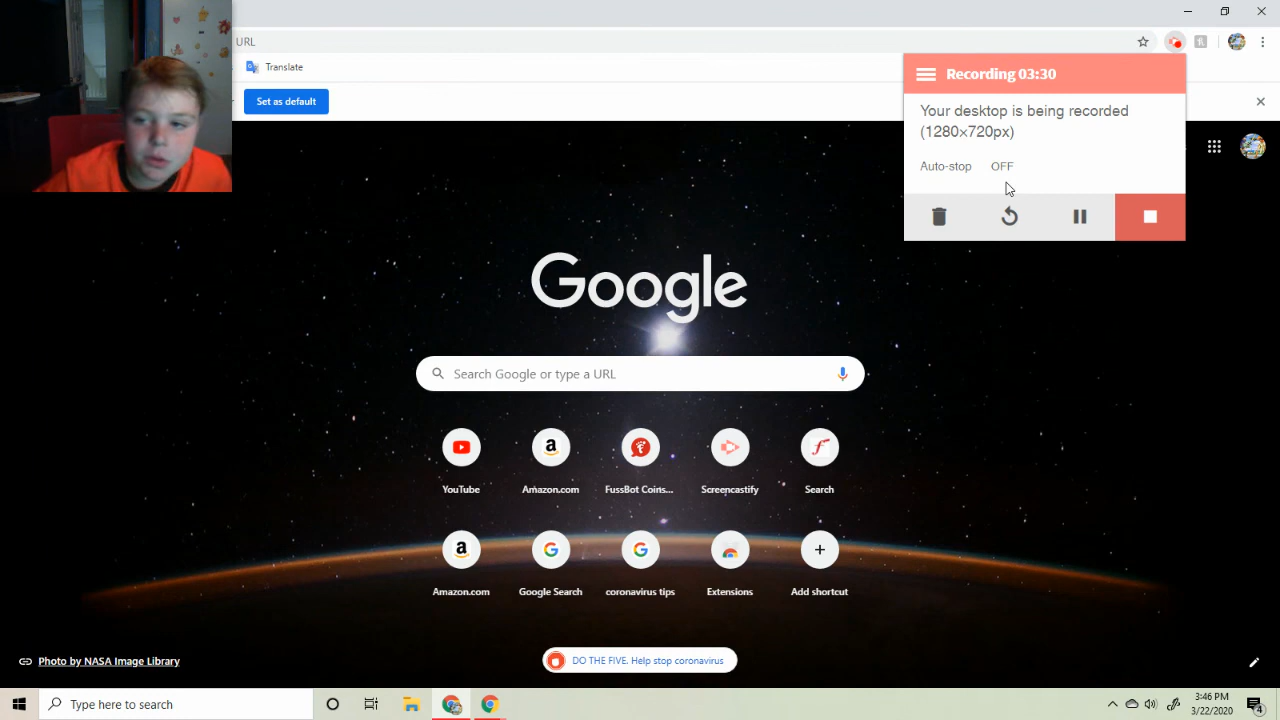 URL
Translate
Set as default
Recording 03:30
Your desktop is being recorded
(1280×720px)
Auto-stop OFF
Google
Search Google or type a URL
YouTube
Amazon.com
FussBot Coins...
Screencastify
Search
Amazon.com
Google Search
coronavirus tips
Extensions
Add shortcut
Photo by NASA Image Library
DO THE FIVE. Help stop coronavirus
Type here to search
3:46 PM
3/22/2020
4